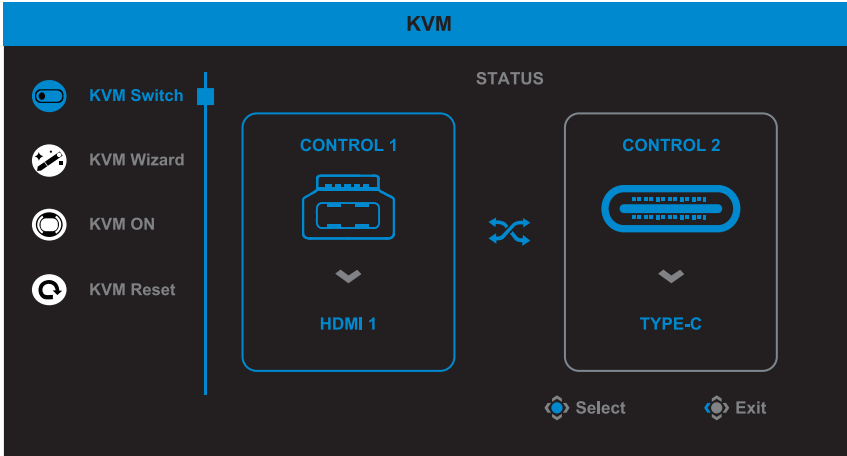 KVM
STATUS
KVM Switch
KVM Wizard
KVM ON
KVM Reset
CONTROL 1
HDMI 1
CONTROL 2
TYPE-C
Select
Exit